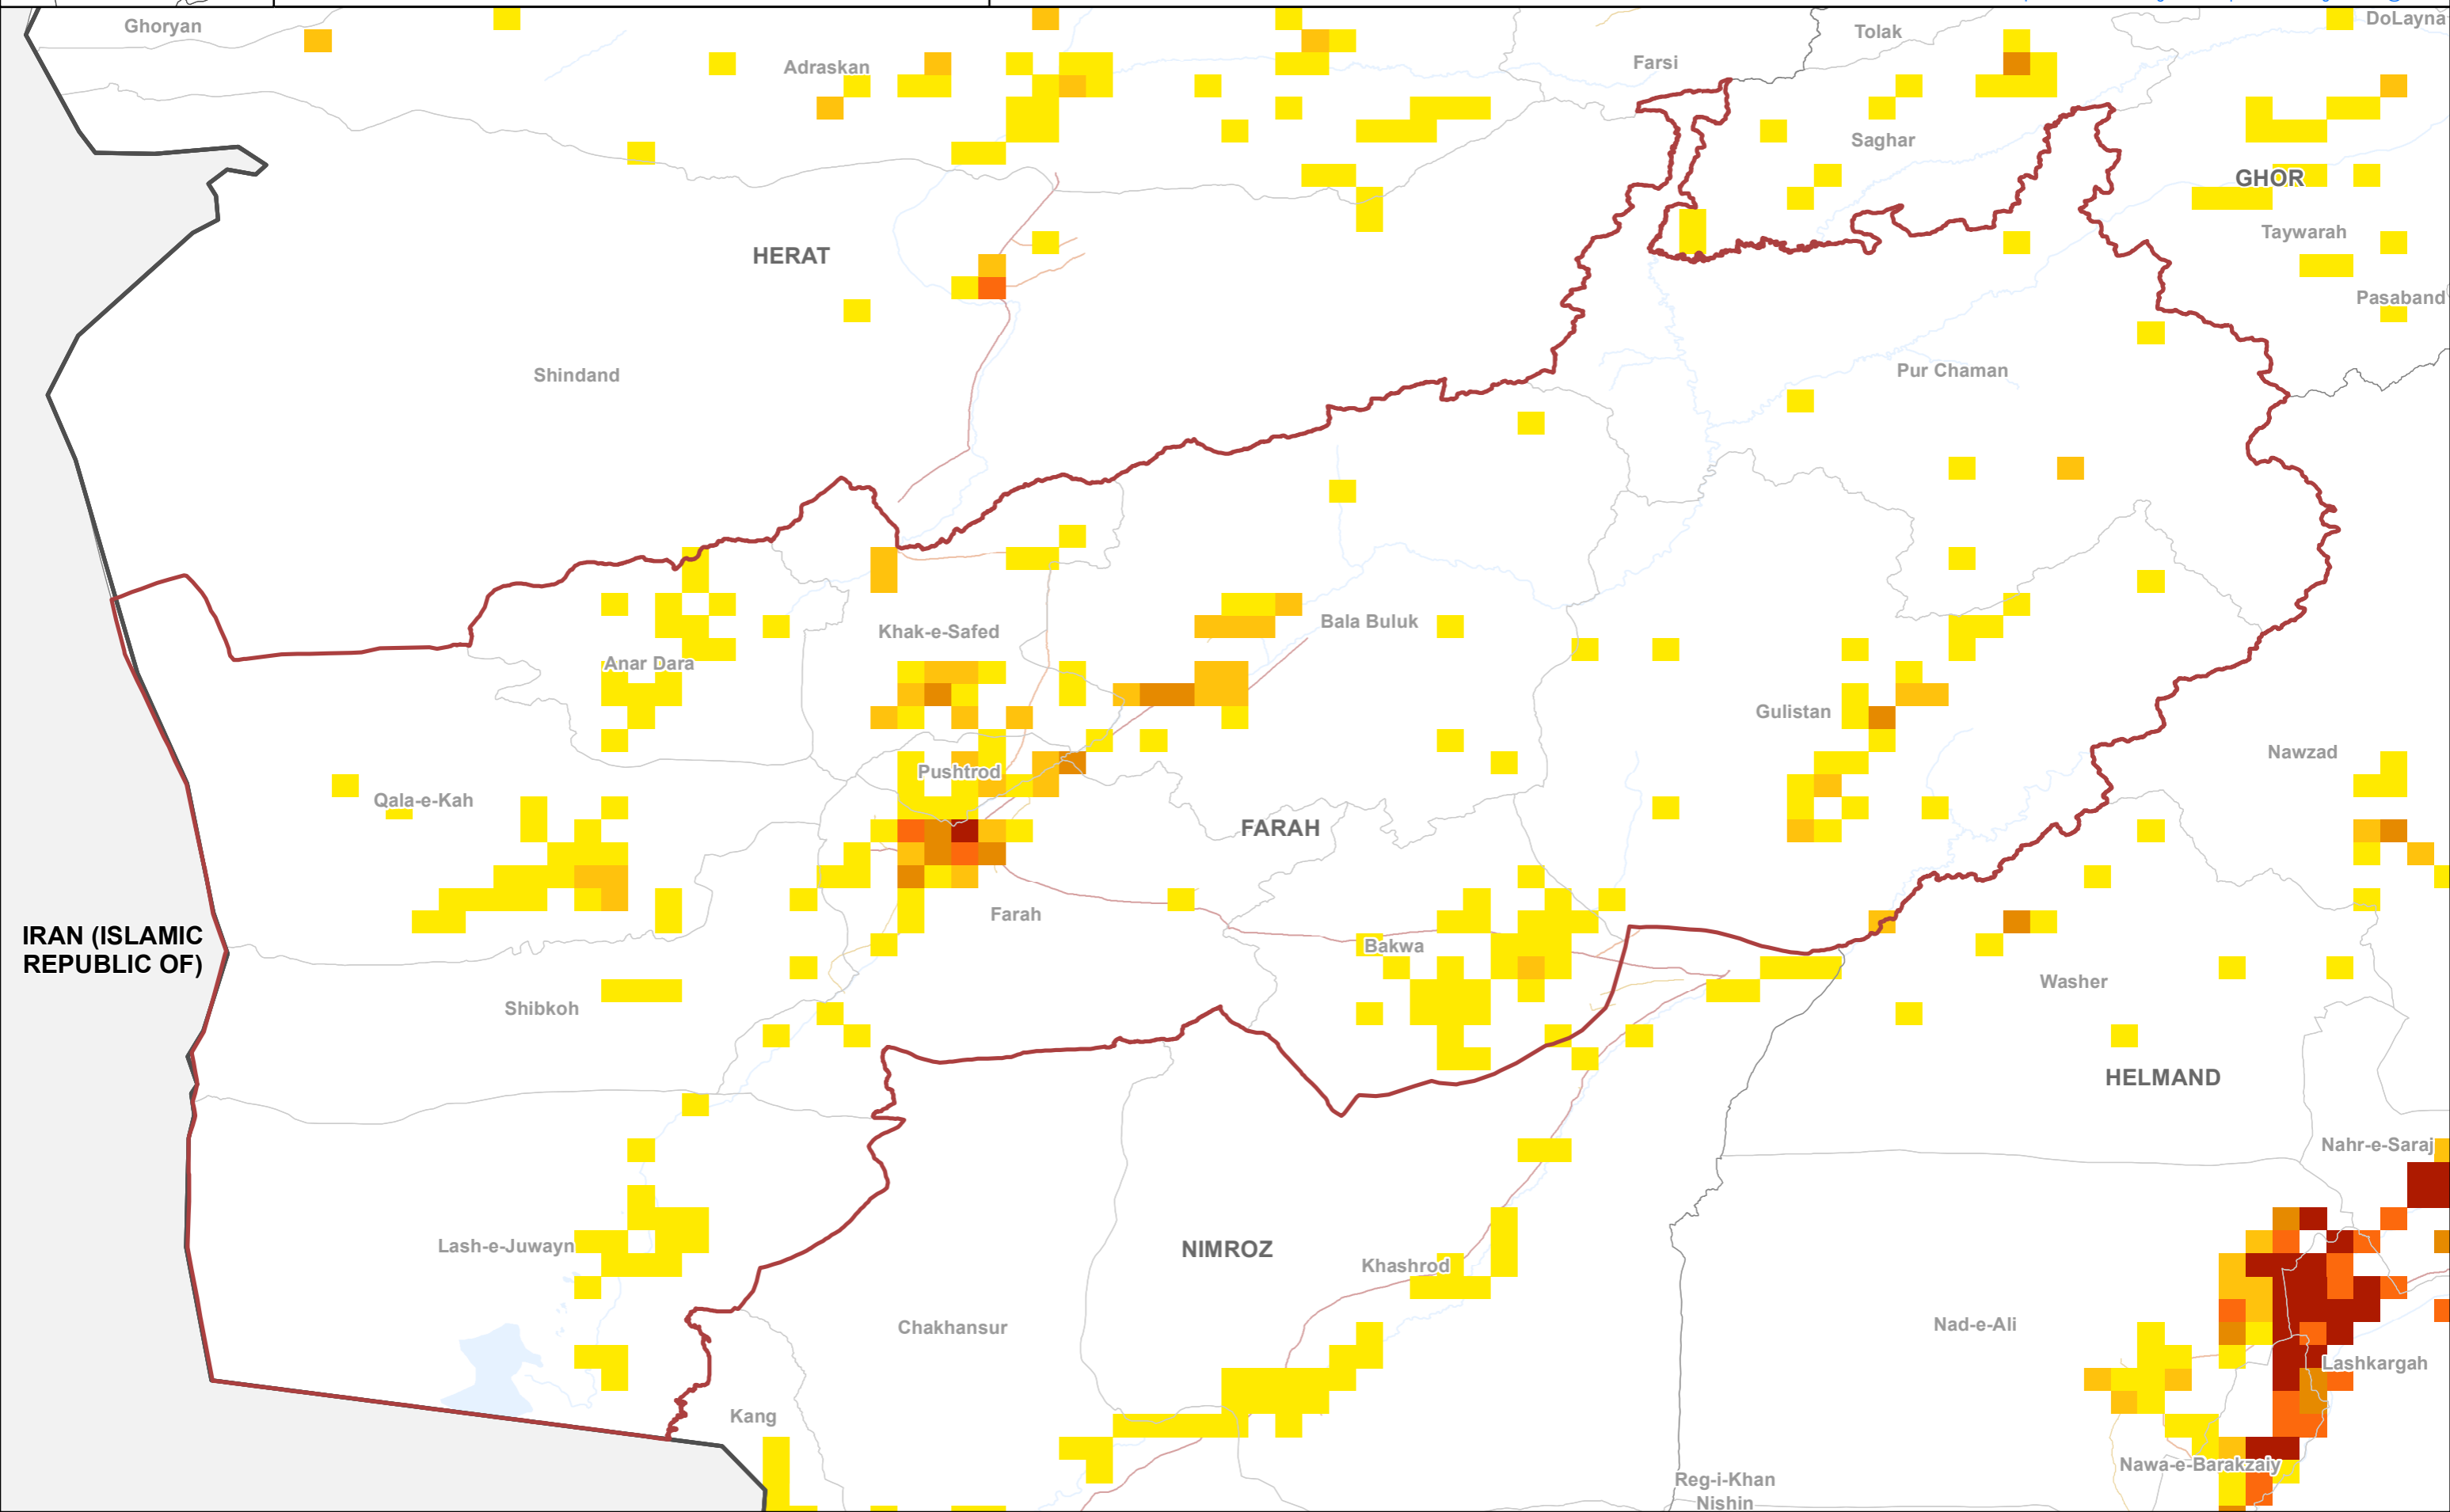 Ghoryan
DoLayna
Tolak
Farsi
Adraskan
Saghar
GHOR
Taywarah
HERAT
Pasaband
Pur Chaman
Shindand
Bala Buluk
Khak-e-Safed
Anar Dara
Gulistan
Nawzad
Pushtrod
Qala-e-Kah
FARAH
Farah
IRAN (ISLAMIC
REPUBLIC OF)
Bakwa
Washer
Shibkoh
HELMAND
Nahr-e-Saraj
Lash-e-Juwayn
NIMROZ
Khashrod
Chakhansur
Nad-e-Ali
Lashkargah
Kang
Nawa-e-Barakzaiy
Reg-i-Khan
Nishin